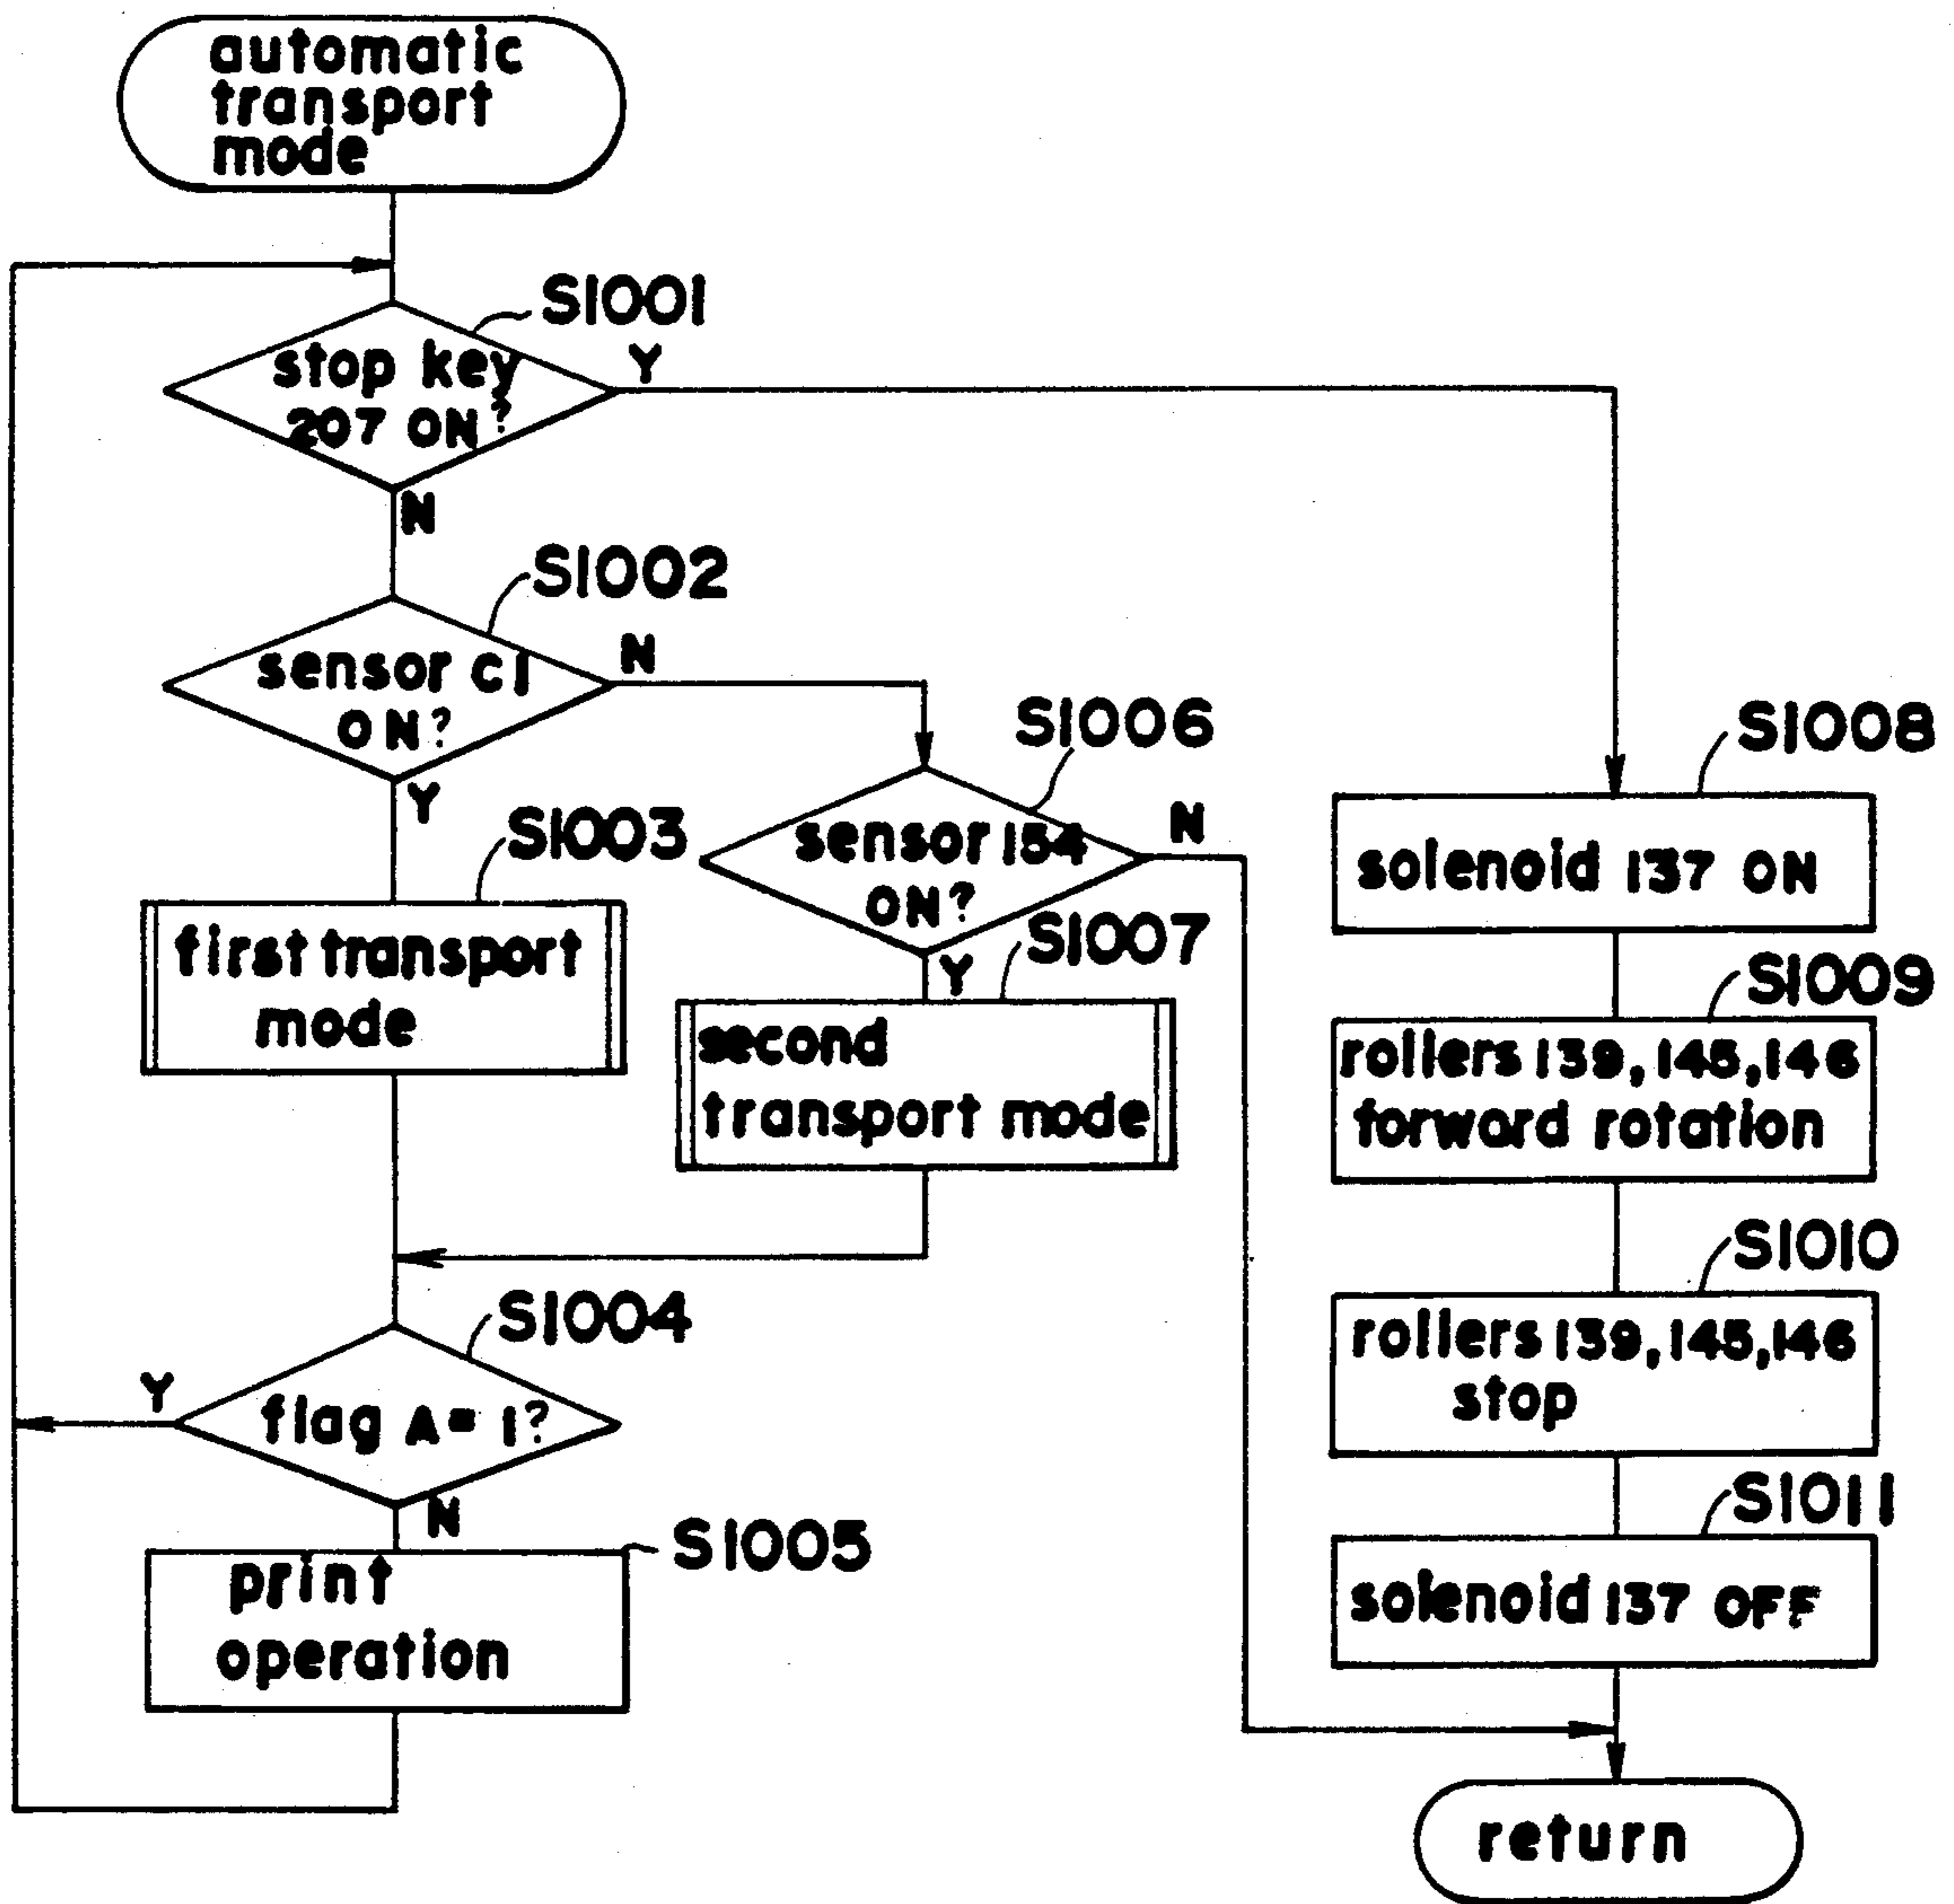 automatic
transport
mode
S1001
stop key
207 ON?
Y
N
S1002
sensor c1
ON?
N
Y
S1003
first transport
mode
S1006
sensor 154
ON?
N
Y
S1007
second
transport mode
S1004
flag A = 1?
Y
N
S1005
print
operation
S1008
solenoid 137 ON
S1009
rollers 139, 145, 146
forward rotation
S1010
rollers 139, 145, 146
stop
S1011
solenoid 137 OFF
return